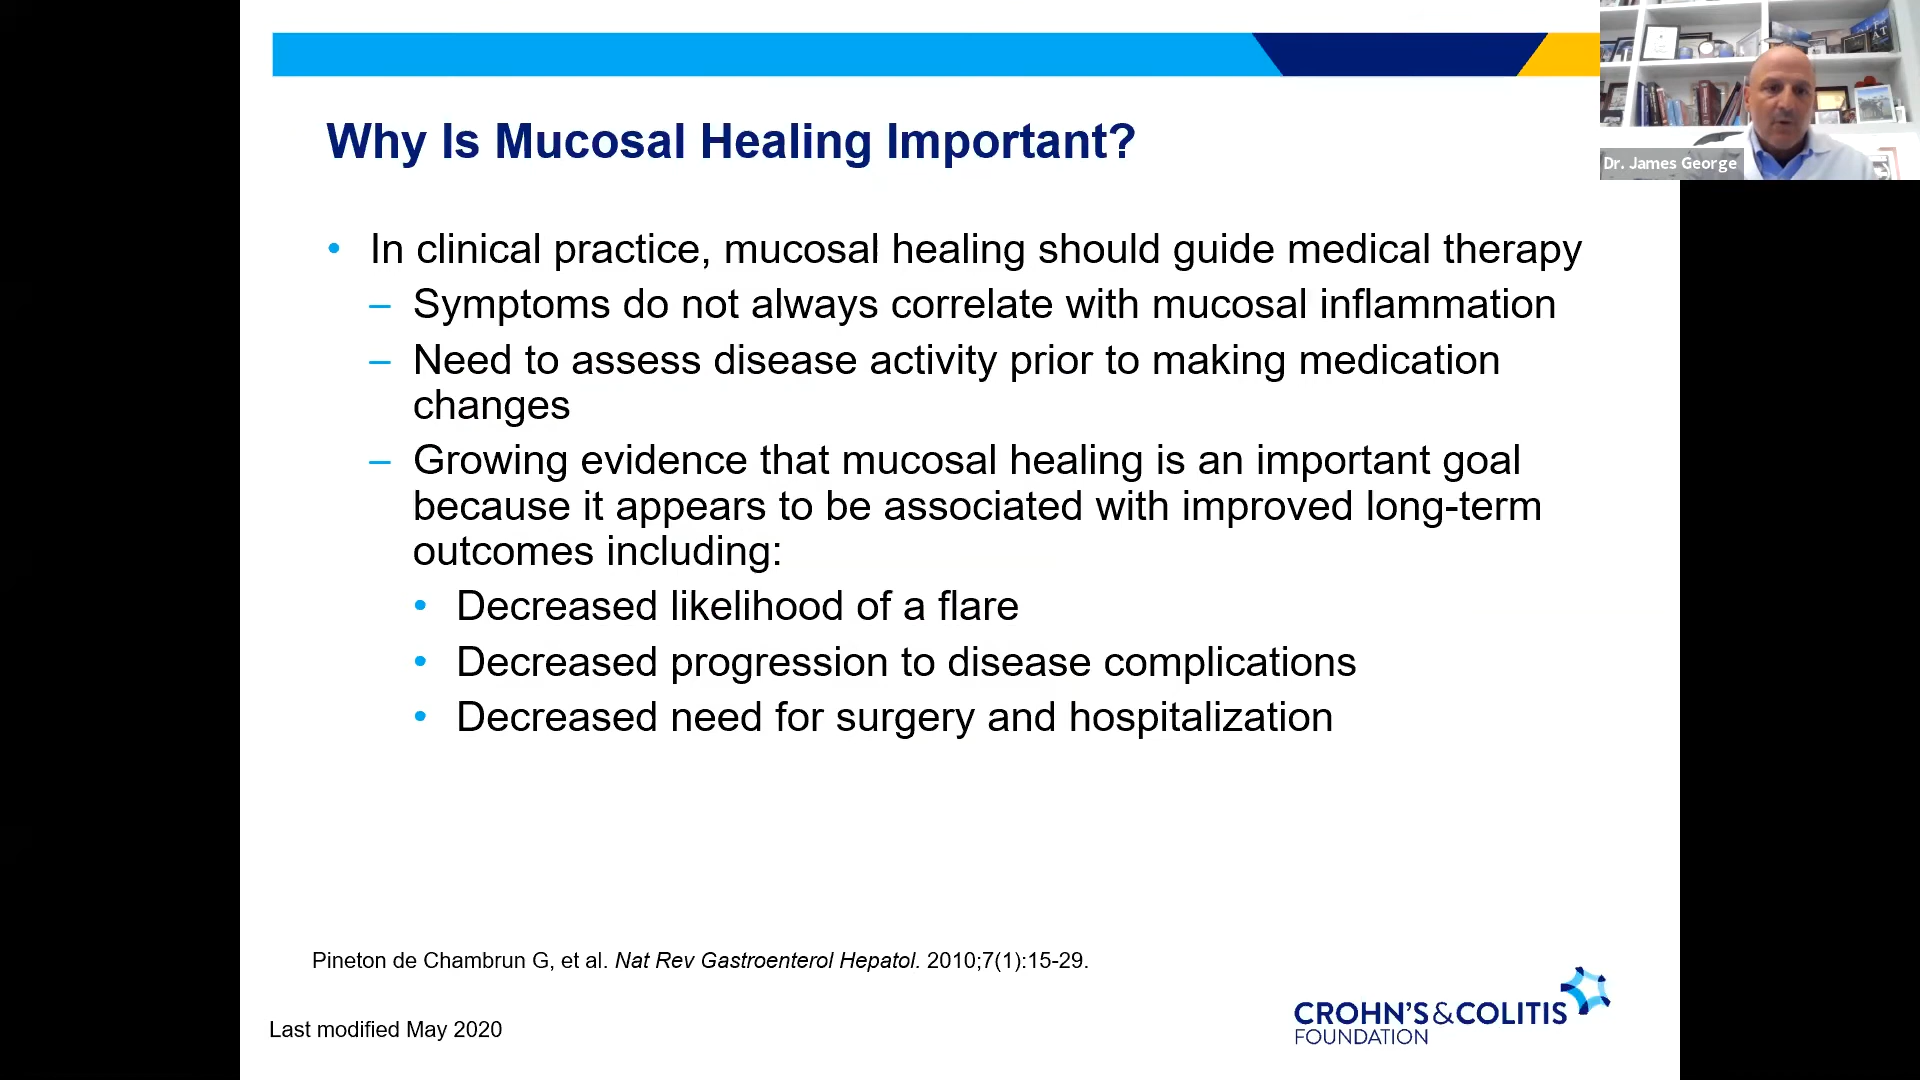 Why Is Mucosal Healing Important?
Dr. James George
• In clinical practice, mucosal healing should guide medical therapy
– Symptoms do not always correlate with mucosal inflammation
– Need to assess disease activity prior to making medication
changes
– Growing evidence that mucosal healing is an important goal
because it appears to be associated with improved long-term
outcomes including:
• Decreased likelihood of a flare
• Decreased progression to disease complications
• Decreased need for surgery and hospitalization
Pineton de Chambrun G, et al. Nat Rev Gastroenterol Hepatol. 2010;7(1):15-29.
Last modified May 2020
CROHN'S&COLITIS
FOUNDATION